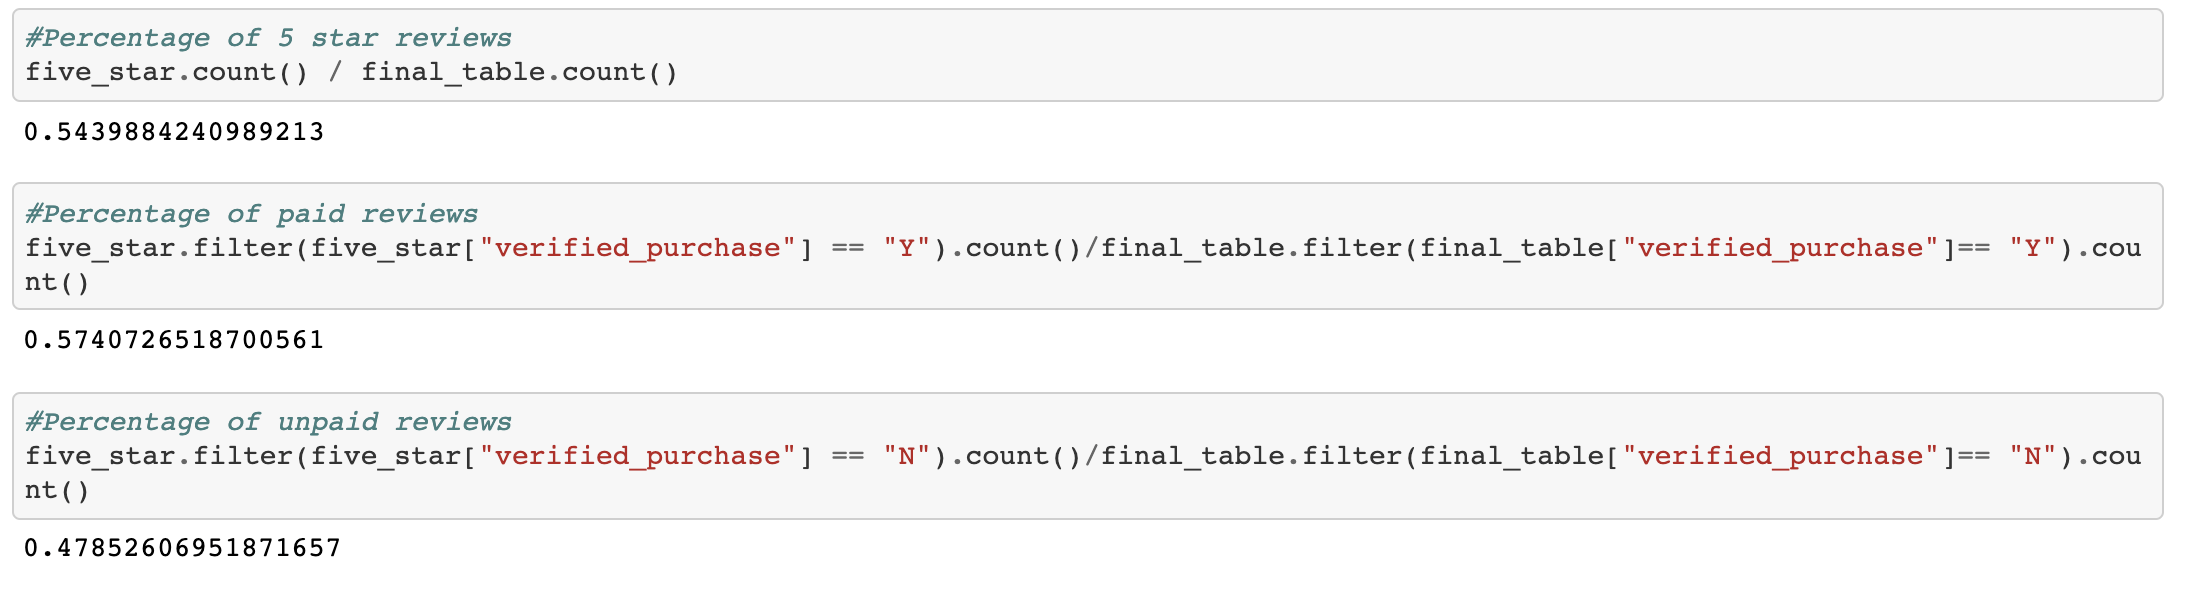 #Percentage of 5 star reviews
five_star.count() / final_table.count()
0.5439884240989213
#Percentage of paid reviews
five_star.filter(five_star["verified_purchase"] == "Y").count()/final_table.filter(final_table["verified_purchase"]== "Y").cou
nt()
0.5740726518700561
#Percentage of unpaid reviews
five_star.filter(five_star["verified_purchase"] == "N").count()/final_table.filter(final_table["verified_purchase"]== "N").cou
nt()
0.47852606951871657